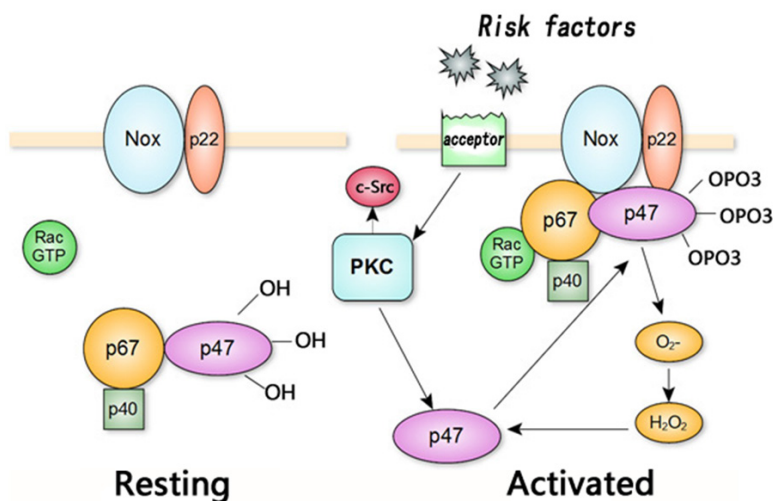 Risk factors
Nox
p22
acceptor
Nox
p22
c-Src
OPO3
OPO3
OPO3
p67
p47
Rac
GTP
Rac
GTP
PKC
p40
OH
OH
OH
p67
p47
p40
O₂-
H₂O₂
p47
Resting
Activated